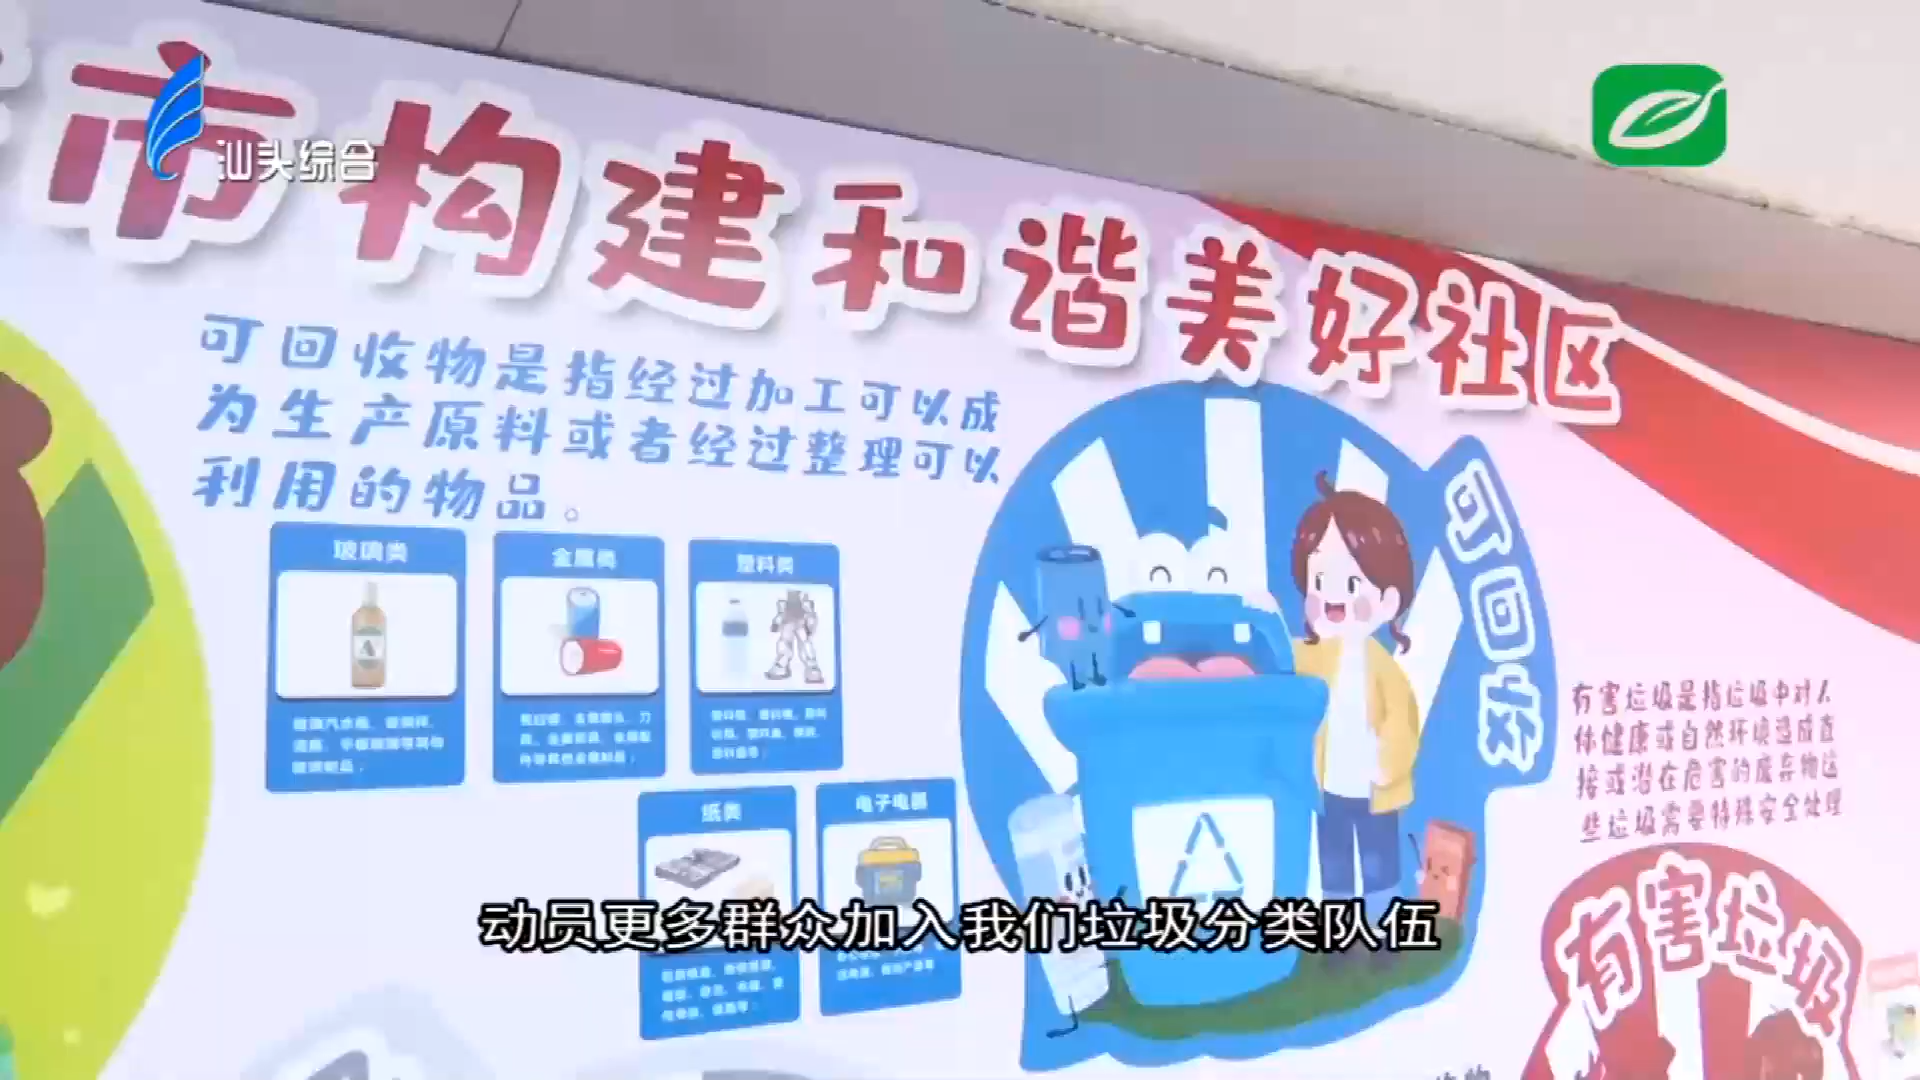 汕头综合
市构建和谐美好社区
可回收物是指经过加工可以成
为生产原料或者经过整理可以
利用的物品。
玻璃类
金属类
塑料类
纸类
电子电器
可回收
有害垃圾是指垃圾中对人
体健康或自然环境造成直
接或潜在危害的废弃物这
些垃圾需要特殊安全处理
有害垃圾
动员更多群众加入我们垃圾分类队伍